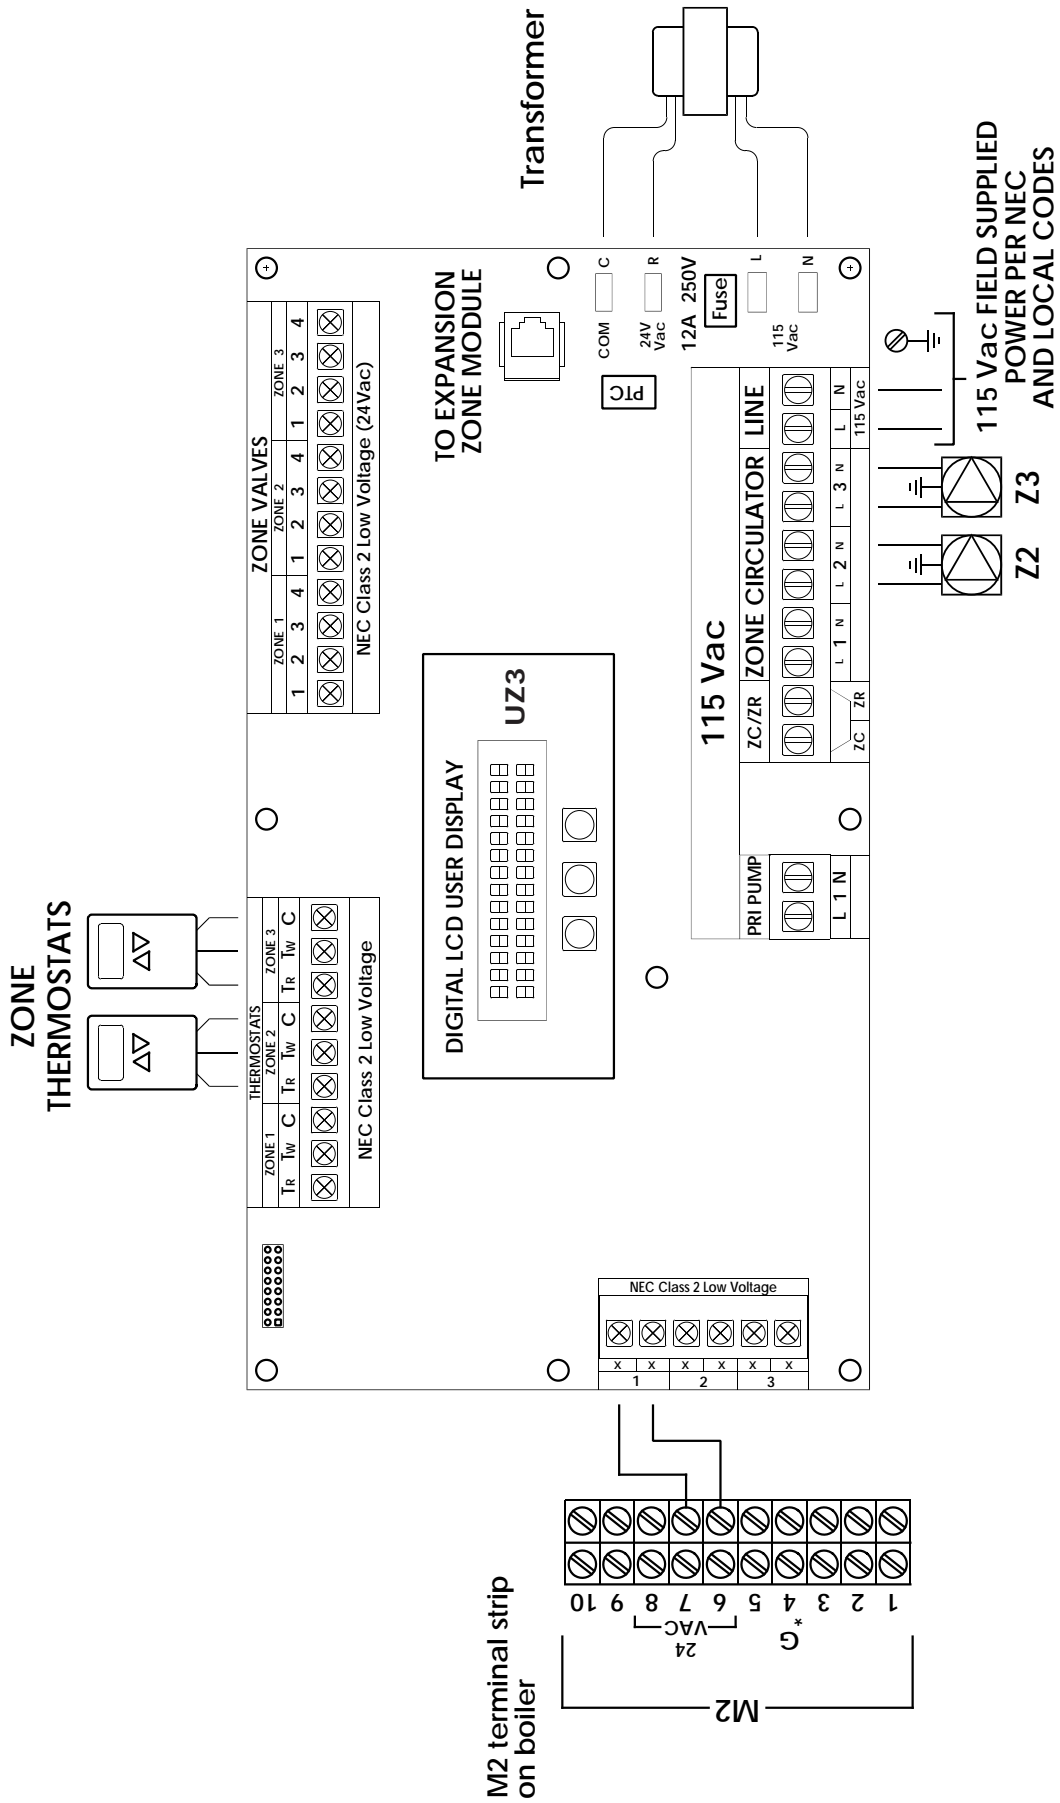 ZONE
THERMOSTATS
THERMOSTATS
ZONE 1 ZONE 2 ZONE 3
TR TW C TR TW C TR TW C
NEC Class 2 Low Voltage
ZONE VALVES
ZONE 1 ZONE 2 ZONE 3
1 2 3 4 1 2 3 4 1 2 3 4
NEC Class 2 Low Voltage (24Vac)
DIGITAL LCD USER DISPLAY
UZ3
TO EXPANSION
ZONE MODULE
Transformer
COM C
24V
Vac
R
12A 250V
Fuse
115
Vac
L
N
PTC
115 Vac
PRI PUMP ZC/ZR ZONE CIRCULATOR LINE
L 1 N ZC ZR L 1 N L 2 N L 3 N L N
115 Vac
Z2 Z3
115 Vac FIELD SUPPLIED
POWER PER NEC
AND LOCAL CODES
NEC Class 2 Low Voltage
X X X X X X
1 2 3
M2 terminal strip
on boiler
10 9 8 7 6 5 4 3 2 1
24
VAC
G*
M2